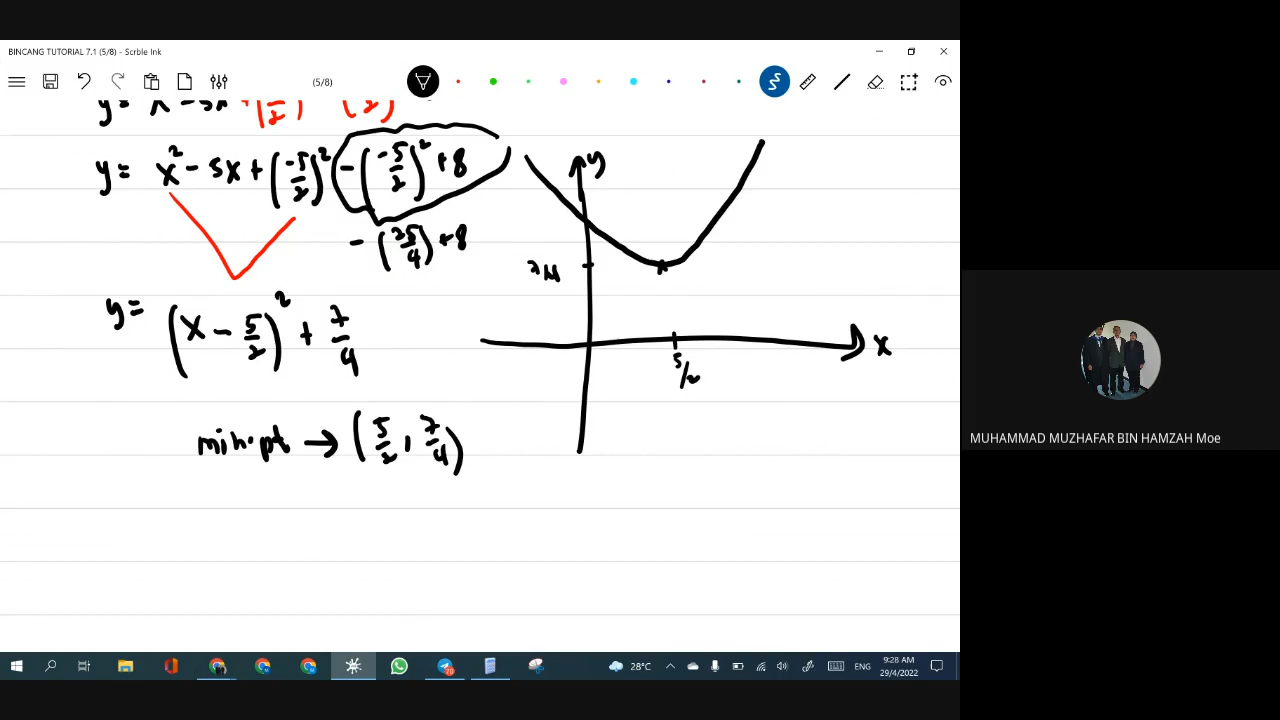 BINCANG TUTORIAL 7.1 (5/8) - Scrble Ink
(5/8)
y = x² - 5x + (-5/2)² - (-5/2)² + 8
- (25/4) + 8
y = (x - 5/2)² + 7/4
min.pt → (5/2, 7/4)
y
x
5/2
MUHAMMAD MUZHAFAR BIN HAMZAH Moe
28°C
ENG
9:28 AM
29/4/2022